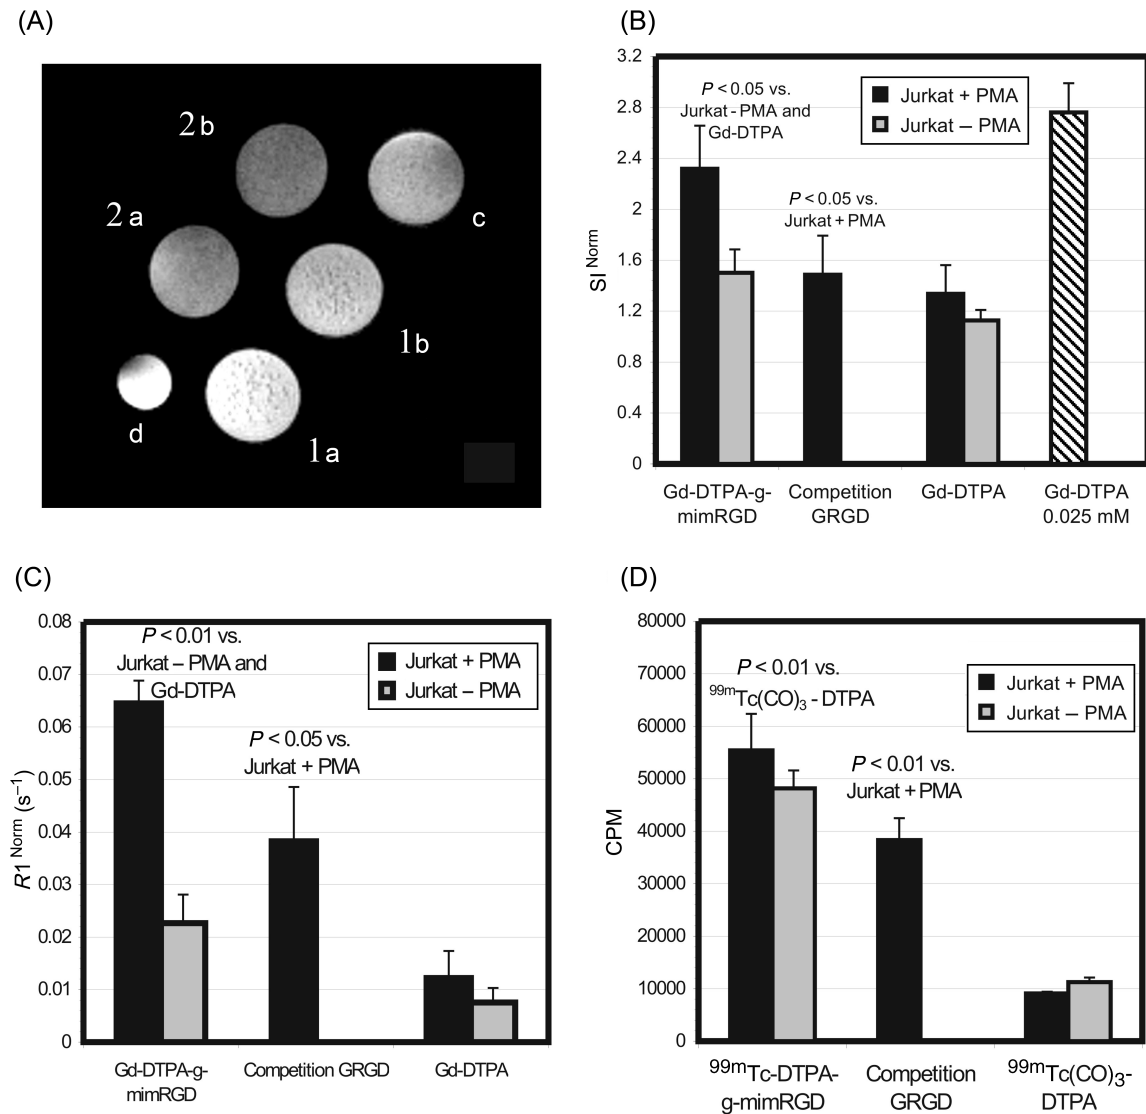 (A)
2b
c
2a
1b
d
1a
(B)
3.2
2.8
2.4
2
1.6
1.2
0.8
0.4
0
SI Norm
P < 0.05 vs.
Jurkat - PMA and
Gd-DTPA
P < 0.05 vs.
Jurkat + PMA
Jurkat + PMA
Jurkat – PMA
Gd-DTPA-g-
mimRGD
Competition
GRGD
Gd-DTPA
Gd-DTPA
0.025 mM
(C)
0.08
0.07
0.06
0.05
0.04
0.03
0.02
0.01
0
R1 Norm (s⁻¹)
P < 0.01 vs.
Jurkat – PMA and
Gd-DTPA
P < 0.05 vs.
Jurkat + PMA
Jurkat + PMA
Jurkat – PMA
Gd-DTPA-g-
mimRGD
Competition GRGD
Gd-DTPA
(D)
80000
70000
60000
50000
40000
30000
20000
10000
0
CPM
P < 0.01 vs.
⁹⁹ᵐTc(CO)₃ - DTPA
P < 0.01 vs.
Jurkat + PMA
Jurkat + PMA
Jurkat – PMA
⁹⁹ᵐTc-DTPA-
g-mimRGD
Competition
GRGD
⁹⁹ᵐTc(CO)₃-
DTPA